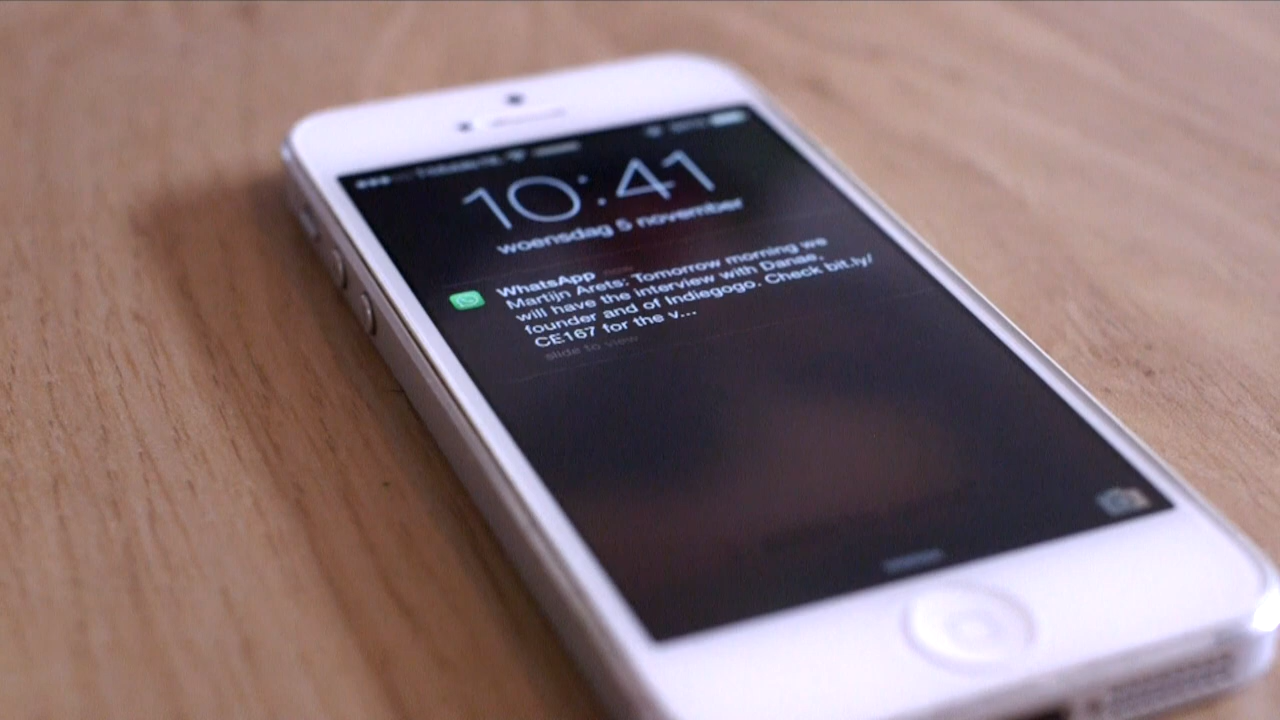 10:41
woensdag 5 november
WhatsApp now
Martijn Arets: Tomorrow morning we
will have the interview with Danae,
founder and of Indiegogo. Check bit.ly/
CE167 for the v...
slide to view